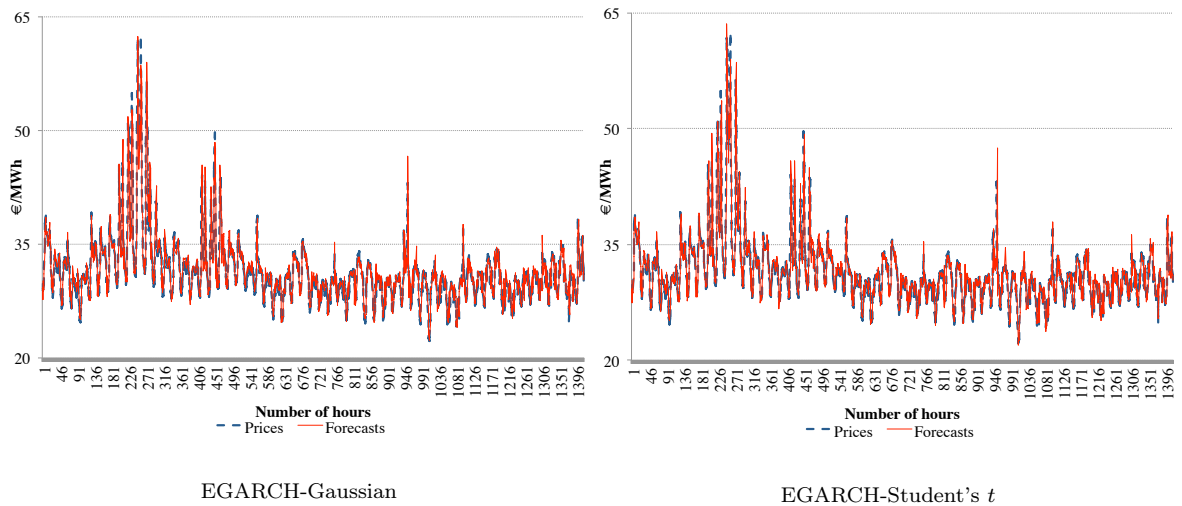 65
50
35
20
€/MWh
1 46 91 136 181 226 271 316 361 406 451 496 541 586 631 676 721 766 811 856 901 946 991 1036 1081 1126 1171 1216 1261 1306 1351 1396
Number of hours
Prices Forecasts
EGARCH-Gaussian
65
50
35
20
€/MWh
1 46 91 136 181 226 271 316 361 406 451 496 541 586 631 676 721 766 811 856 901 946 991 1036 1081 1126 1171 1216 1261 1306 1351 1396
Number of hours
Prices Forecasts
EGARCH-Student's t